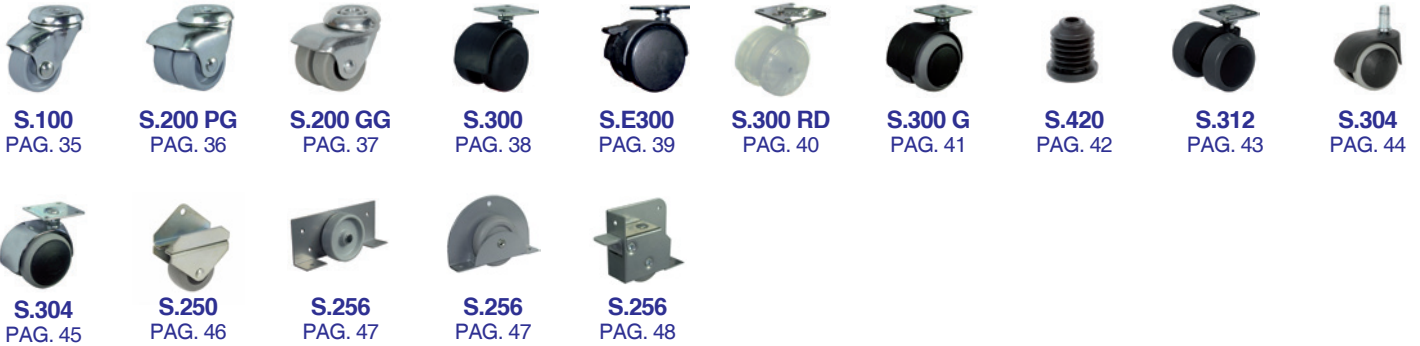 S.100
PAG. 35
S.200 PG
PAG. 36
S.200 GG
PAG. 37
S.300
PAG. 38
S.E300
PAG. 39
S.300 RD
PAG. 40
S.300 G
PAG. 41
S.420
PAG. 42
S.312
PAG. 43
S.304
PAG. 44
S.304
PAG. 45
S.250
PAG. 46
S.256
PAG. 47
S.256
PAG. 47
S.256
PAG. 48